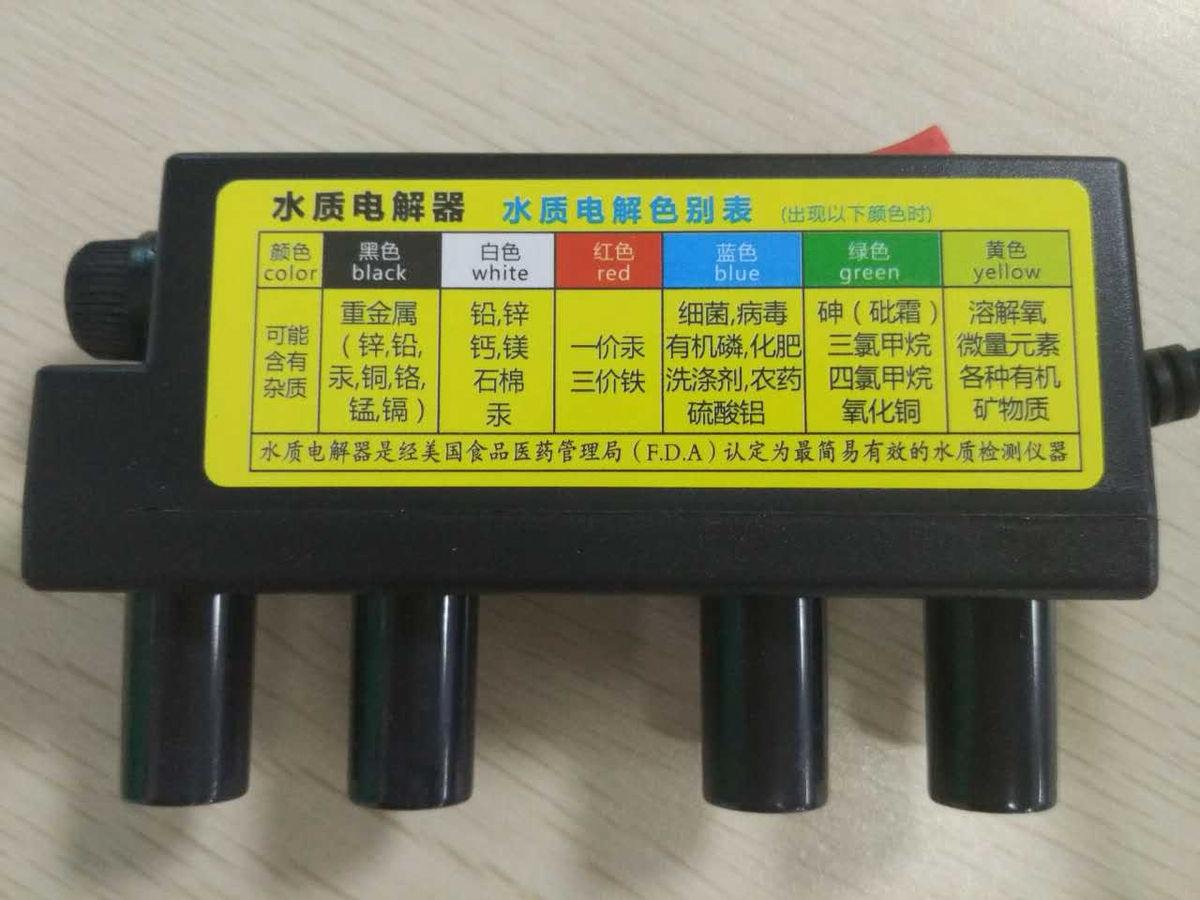 水质电解器 水质电解色别表 (出现以下颜色时)
颜色 黑色 白色 红色 蓝色 绿色 黄色
color black white red blue green yellow
可能
含有
杂质
重金属
(锌,铅,
汞,铜,铬,
锰,镉)
铅,锌
钙,镁
石棉
汞
一价汞
三价铁
细菌,病毒
有机磷,化肥
洗涤剂,农药
硫酸铝
砷(砒霜)
三氯甲烷
四氯甲烷
氧化铜
溶解氧
微量元素
各种有机
矿物质
水质电解器是经美国食品医药管理局(F.D.A)认定为最简易有效的水质检测仪器